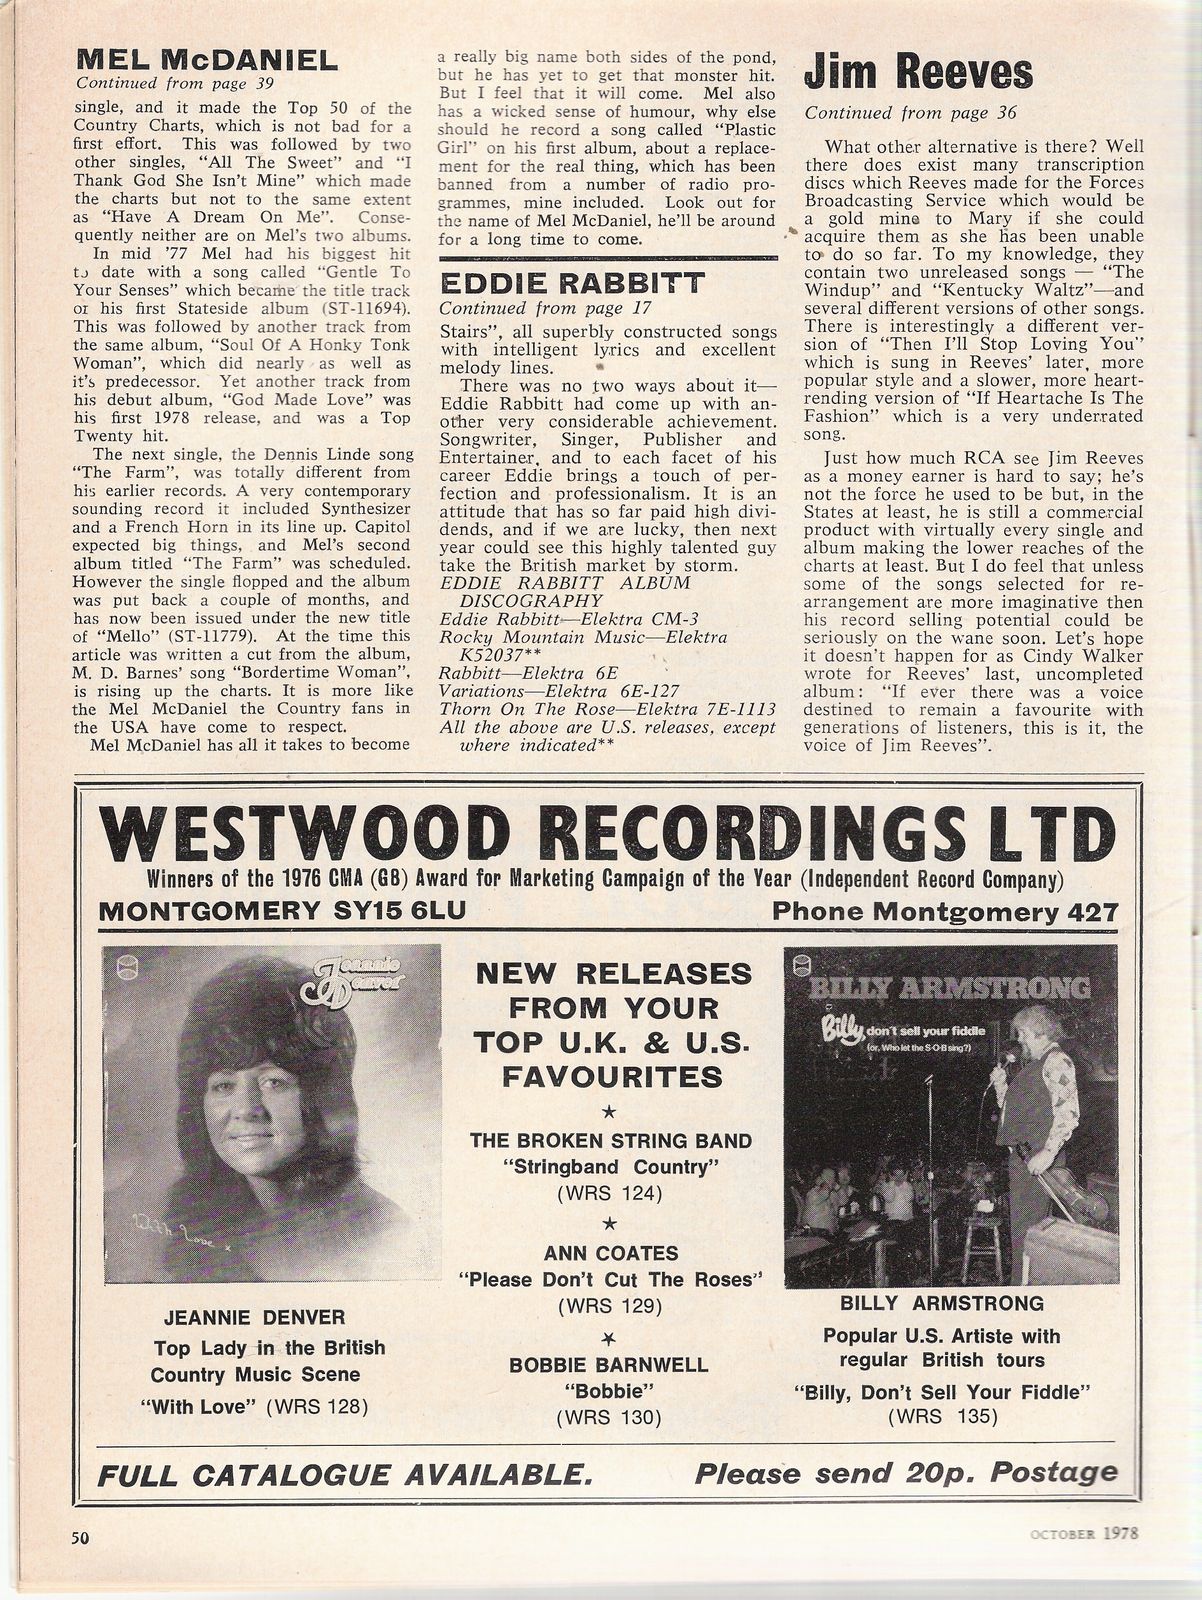 MEL McDANIEL
Continued from page 39
single, and it made the Top 50 of the
Country Charts, which is not bad for a
first effort. This was followed by two
other singles, “All The Sweet” and “I
Thank God She Isn't Mine” which made
the charts but not to the same extent
as “Have A Dream On Me”. Conse-
quently neither are on Mel's two albums.
In mid '77 Mel had his biggest hit
to date with a song called “Gentle To
Your Senses” which became the title track
or his first Stateside album (ST-11694).
This was followed by another track from
the same album, “Soul Of A Honky Tonk
Woman”, which did nearly as well as
it's predecessor. Yet another track from
his debut album, “God Made Love” was
his first 1978 release, and was a Top
Twenty hit.
The next single, the Dennis Linde song
“The Farm”, was totally different from
his earlier records. A very contemporary
sounding record it included Synthesizer
and a French Horn in its line up. Capitol
expected big things, and Mel's second
album titled “The Farm” was scheduled.
However the single flopped and the album
was put back a couple of months, and
has now been issued under the new title
of “Mello” (ST-11779). At the time this
article was written a cut from the album,
M. D. Barnes' song “Bordertime Woman”,
is rising up the charts. It is more like
the Mel McDaniel the Country fans in
the USA have come to respect.
Mel McDaniel has all it takes to become
a really big name both sides of the pond,
but he has yet to get that monster hit.
But I feel that it will come. Mel also
has a wicked sense of humour, why else
should he record a song called “Plastic
Girl” on his first album, about a replace-
ment for the real thing, which has been
banned from a number of radio pro-
grammes, mine included. Look out for
the name of Mel McDaniel, he'll be around
for a long time to come.
EDDIE RABBITT
Continued from page 17
Stairs”, all superbly constructed songs
with intelligent lyrics and excellent
melody lines.
There was no two ways about it—
Eddie Rabbitt had come up with an-
other very considerable achievement.
Songwriter, Singer, Publisher and
Entertainer, and to each facet of his
career Eddie brings a touch of per-
fection and professionalism. It is an
attitude that has so far paid high divi-
dends, and if we are lucky, then next
year could see this highly talented guy
take the British market by storm.
EDDIE RABBITT ALBUM
DISCOGRAPHY
Eddie Rabbitt—Elektra CM-3
Rocky Mountain Music—Elektra
K52037**
Rabbitt—Elektra 6E
Variations—Elektra 6E-127
Thorn On The Rose—Elektra 7E-1113
All the above are U.S. releases, except
where indicated**
Jim Reeves
Continued from page 36
What other alternative is there? Well
there does exist many transcription
discs which Reeves made for the Forces
Broadcasting Service which would be
a gold mine to Mary if she could
acquire them as she has been unable
to do so far. To my knowledge, they
contain two unreleased songs — “The
Windup” and “Kentucky Waltz”—and
several different versions of other songs.
There is interestingly a different ver-
sion of “Then I'll Stop Loving You”
which is sung in Reeves' later, more
popular style and a slower, more heart-
rending version of “If Heartache Is The
Fashion” which is a very underrated
song.
Just how much RCA see Jim Reeves
as a money earner is hard to say; he's
not the force he used to be but, in the
States at least, he is still a commercial
product with virtually every single and
album making the lower reaches of the
charts at least. But I do feel that unless
some of the songs selected for re-
arrangement are more imaginative then
his record selling potential could be
seriously on the wane soon. Let's hope
it doesn't happen for as Cindy Walker
wrote for Reeves' last, uncompleted
album: “If ever there was a voice
destined to remain a favourite with
generations of listeners, this is it, the
voice of Jim Reeves”.
WESTWOOD RECORDINGS LTD
Winners of the 1976 CMA (GB) Award for Marketing Campaign of the Year (Independent Record Company)
MONTGOMERY SY15 6LU
Phone Montgomery 427
Jeannie
Denver
With Love x
JEANNIE DENVER
Top Lady in the British
Country Music Scene
“With Love” (WRS 128)
NEW RELEASES
FROM YOUR
TOP U.K. & U.S.
FAVOURITES
★
THE BROKEN STRING BAND
“Stringband Country”
(WRS 124)
★
ANN COATES
“Please Don't Cut The Roses”
(WRS 129)
★
BOBBIE BARNWELL
“Bobbie”
(WRS 130)
BILLY ARMSTRONG
Billy, don't sell your fiddle
(or, Who let the S·O·B sing?)
BILLY ARMSTRONG
Popular U.S. Artiste with
regular British tours
“Billy, Don't Sell Your Fiddle”
(WRS 135)
FULL CATALOGUE AVAILABLE.
Please send 20p. Postage
50
OCTOBER 1978